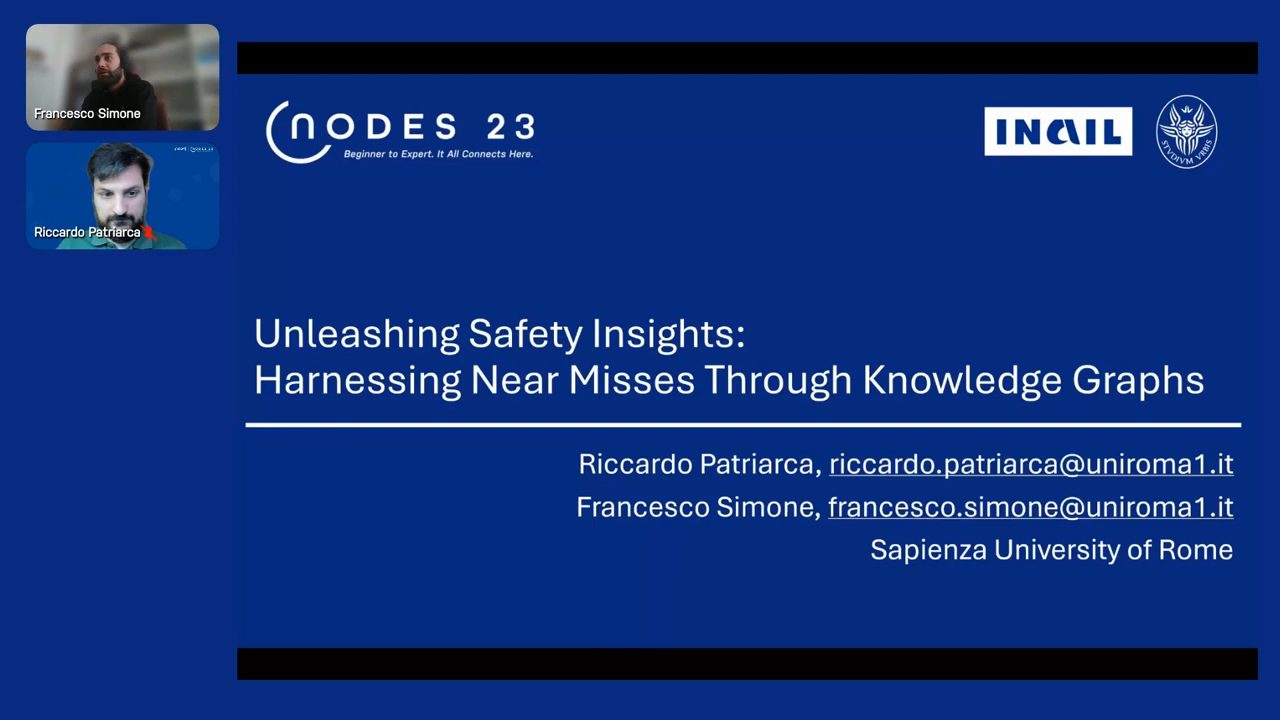 Francesco Simone
Riccardo Patriarca
NODES 23
Beginner to Expert. It All Connects Here.
INAIL
STVDIVM VRBIS
Unleashing Safety Insights:
Harnessing Near Misses Through Knowledge Graphs
Riccardo Patriarca, riccardo.patriarca@uniroma1.it
Francesco Simone, francesco.simone@uniroma1.it
Sapienza University of Rome